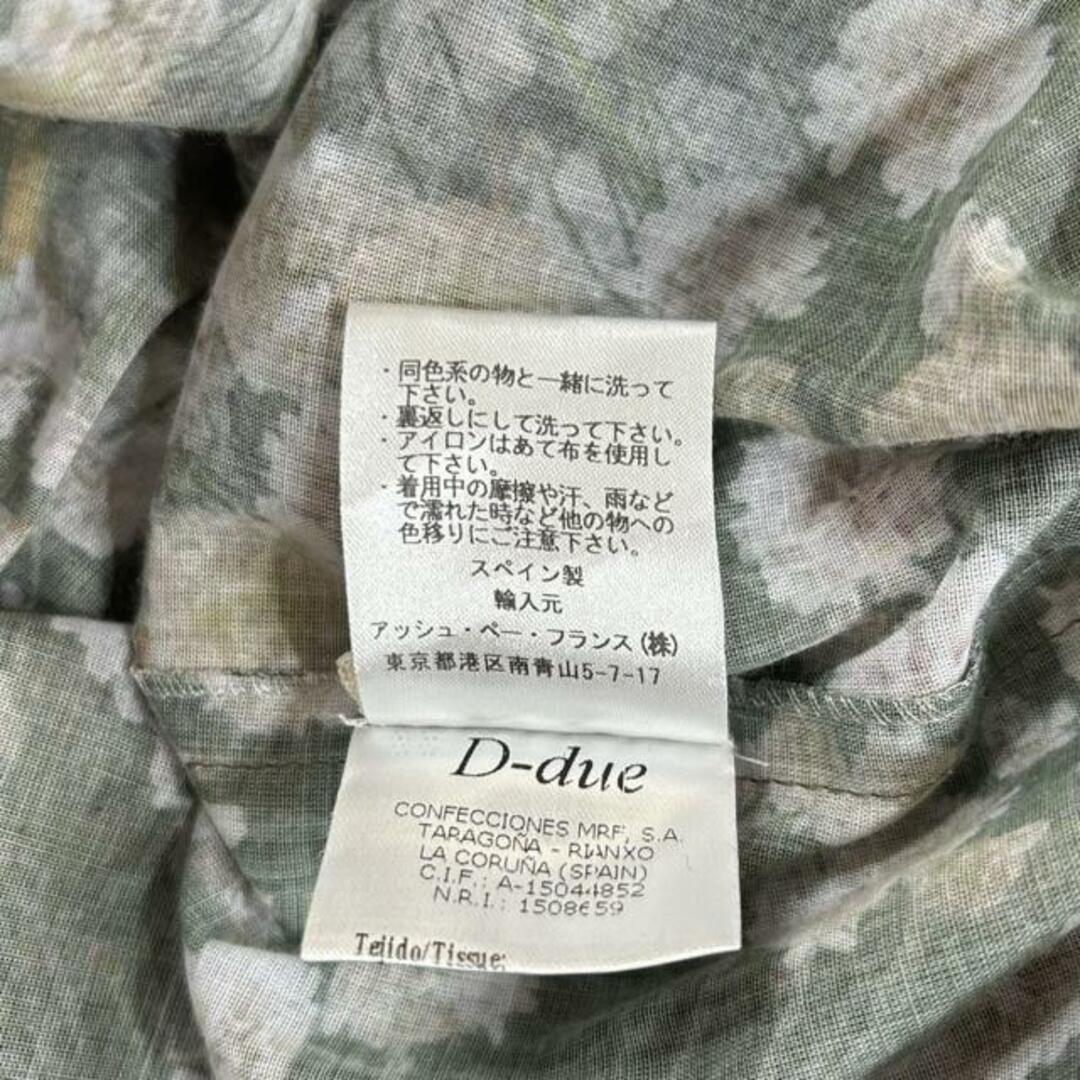 ・同色系の物と一緒に洗って
下さい。
・裏返しにして洗って下さい。
・アイロンはあて布を使用し
て下さい。
・着用中の摩擦や汗、雨など
で濡れた時など他の物への
色移りにご注意下さい。
スペイン製
輸入元
アッシュ・ペー・フランス(株)
東京都港区南青山5-7-17
D-due
CONFECCIONES MRF, S.A.
TARAGOÑA - RIANXO
LA CORUÑA (SPAIN)
C.I.F.: A-15044852
N.R.I.: 1508659
Tejido/Tissue: